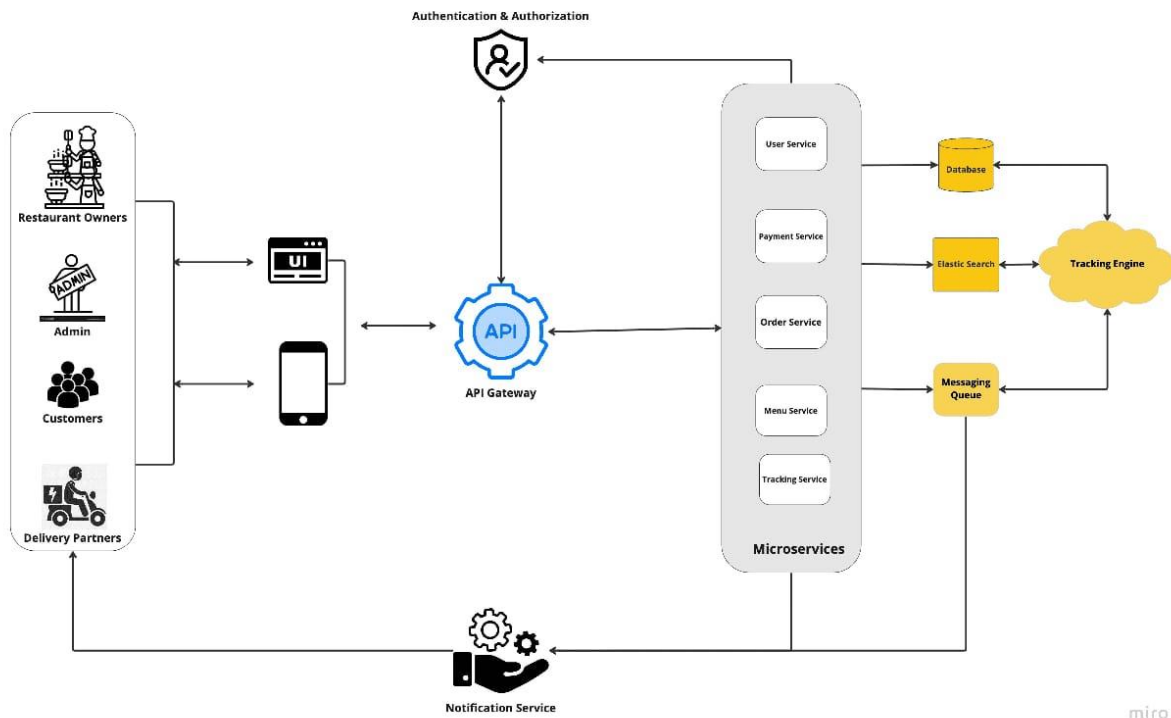 Authentication & Authorization
Restaurant Owners
ADMIN
Admin
Customers
Delivery Partners
UI
API
API Gateway
User Service
Payment Service
Order Service
Menu Service
Tracking Service
Microservices
Database
Elastic Search
Tracking Engine
Messaging
Queue
Notification Service
miro